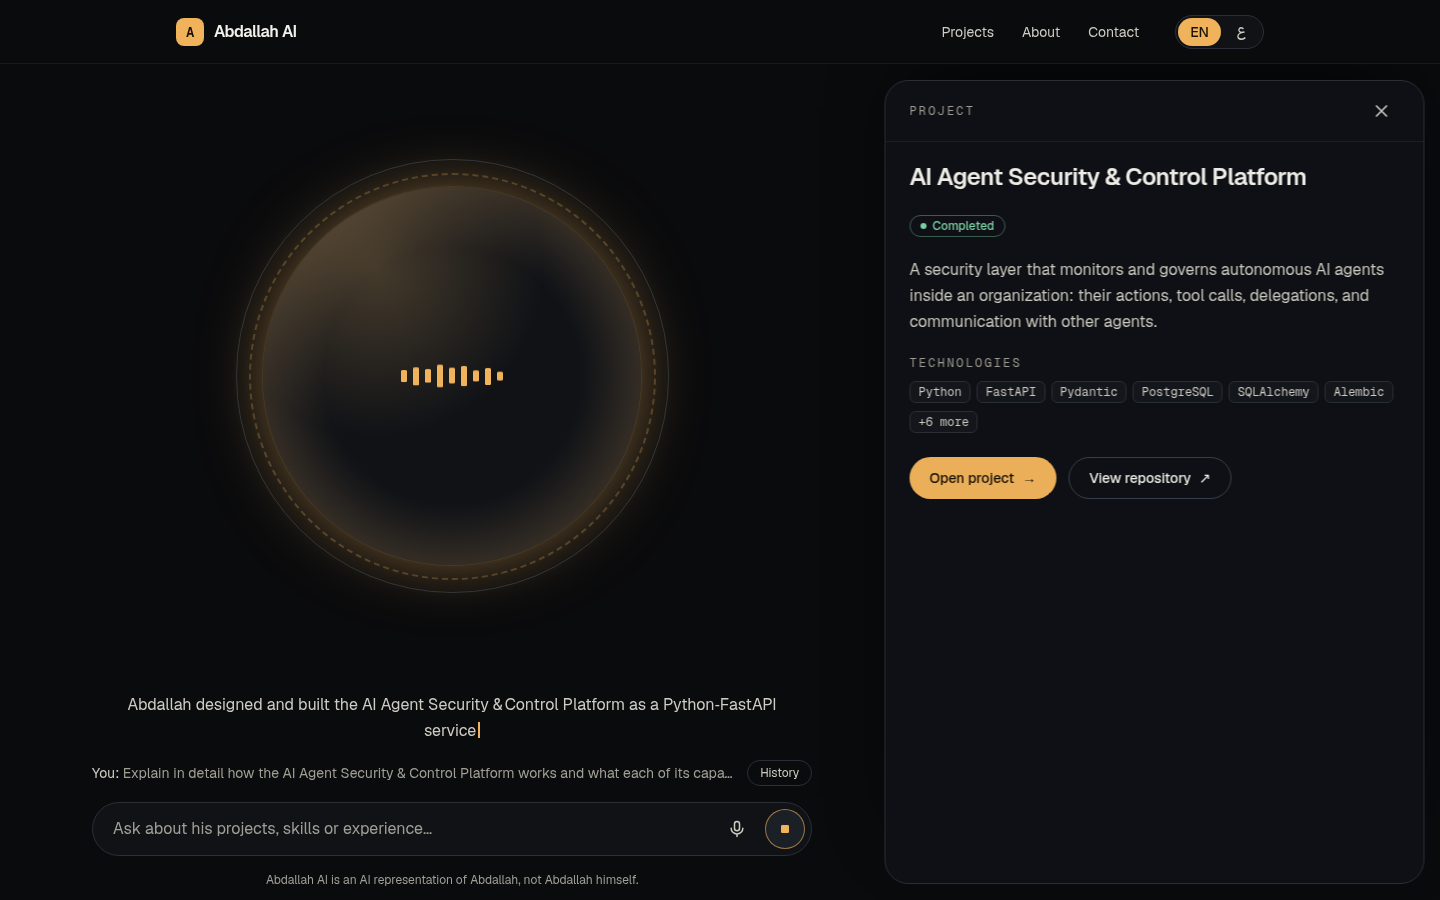 A Abdallah AI
Projects About Contact EN ع
PROJECT
AI Agent Security & Control Platform
Completed
A security layer that monitors and governs autonomous AI agents
inside an organization: their actions, tool calls, delegations, and
communication with other agents.
TECHNOLOGIES
Python FastAPI Pydantic PostgreSQL SQLAlchemy Alembic
+6 more
Open project → View repository ↗
Abdallah designed and built the AI Agent Security & Control Platform as a Python-FastAPI
service
You: Explain in detail how the AI Agent Security & Control Platform works and what each of its capa… History
Ask about his projects, skills or experience…
Abdallah AI is an AI representation of Abdallah, not Abdallah himself.